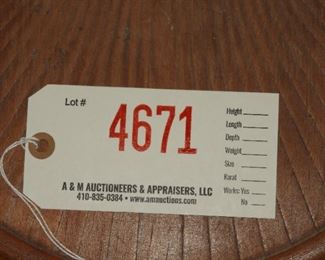 Lot #
4671
Height
Length
Depth
Weight
Size
Karat
Works: Yes
No
A & M AUCTIONEERS & APPRAISERS, LLC
410-835-0384 • www.amauctions.com